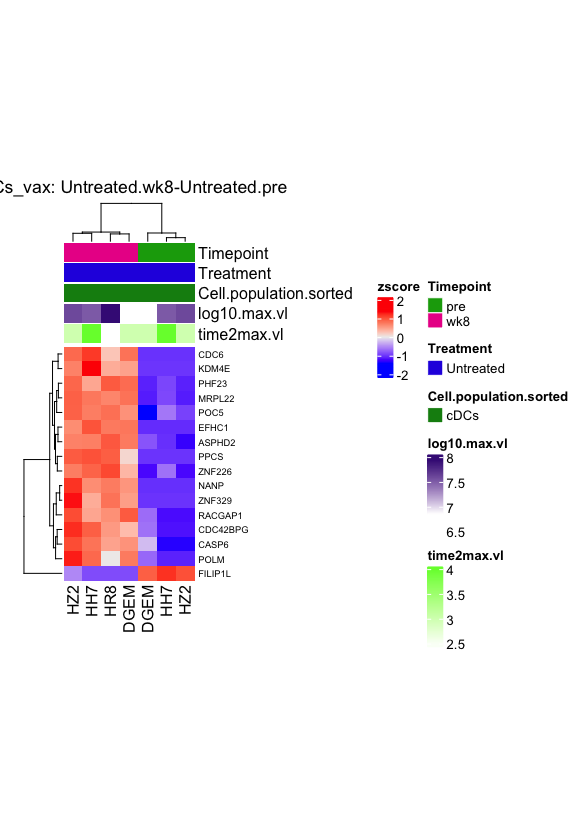 Cs_vax: Untreated.wk8-Untreated.pre
Timepoint
Treatment
Cell.population.sorted
log10.max.vl
time2max.vl
CDC6
KDM4E
PHF23
MRPL22
POC5
EFHC1
ASPHD2
PPCS
ZNF226
NANP
ZNF329
RACGAP1
CDC42BPG
CASP6
POLM
FILIP1L
HZ2
HH7
HR8
DGEM
DGEM
HH7
HZ2
zscore
2
1
0
-1
-2
Timepoint
pre
wk8
Treatment
Untreated
Cell.population.sorted
cDCs
log10.max.vl
8
7.5
7
6.5
time2max.vl
4
3.5
3
2.5